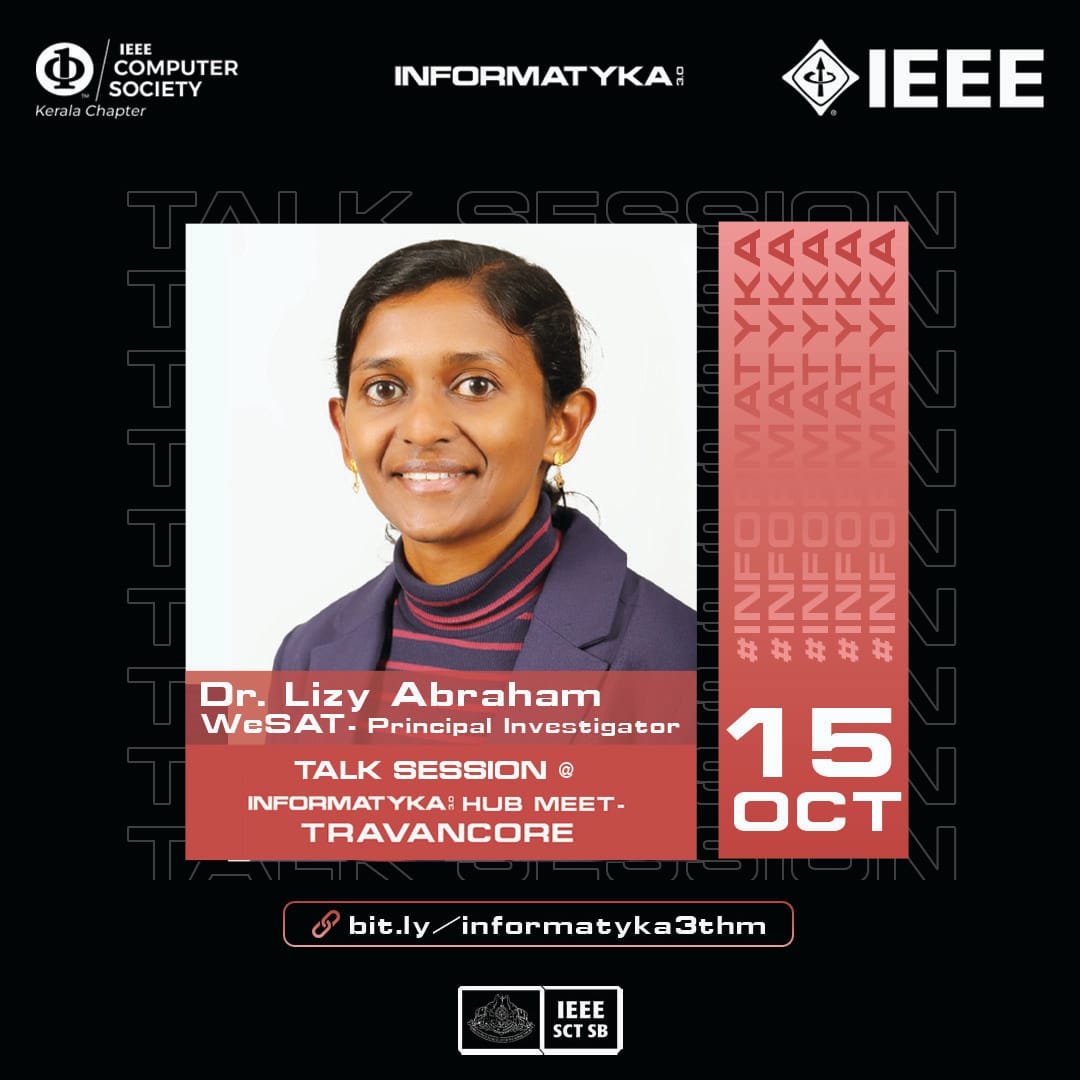 IEEE
COMPUTER
SOCIETY
Kerala Chapter
INFORMATYKA 3.0
IEEE
TALK SESSION
#INFORMATYKA
#INFORMATYKA
#INFORMATYKA
#INFORMATYKA
#INFORMATYKA
Dr. Lizy Abraham
WeSAT- Principal Investigator
TALK SESSION @
INFORMATYKA 3.0 HUB MEET-
TRAVANCORE
15
OCT
TALK SESSION
bit.ly/informatyka3thm
IEEE
SCT SB